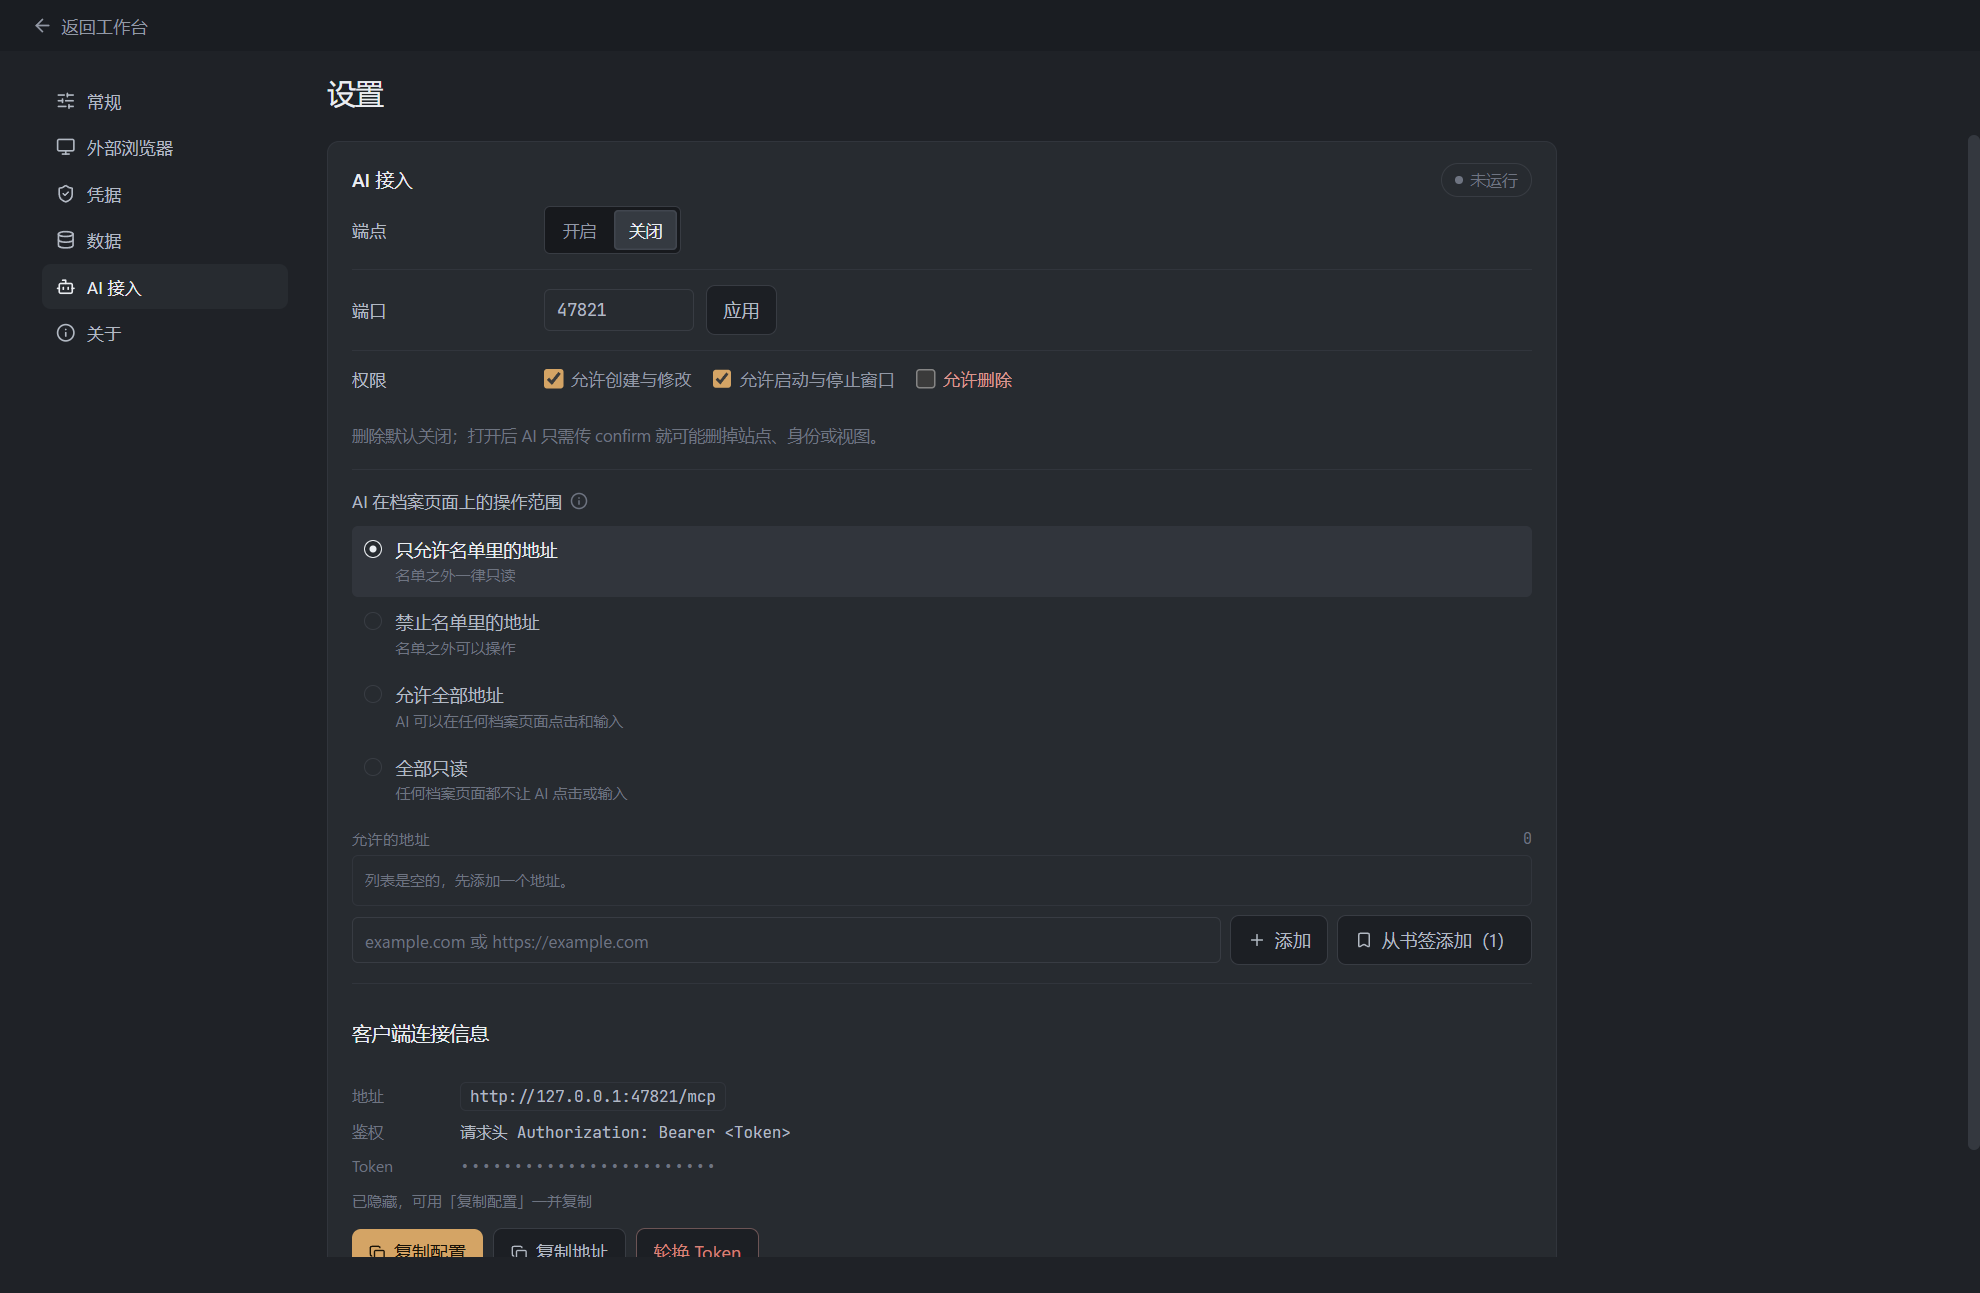 返回工作台
常规
外部浏览器
凭据
数据
AI 接入
关于
设置
AI 接入
未运行
端点
开启
关闭
端口
47821
应用
权限
允许创建与修改
允许启动与停止窗口
允许删除
删除默认关闭；打开后 AI 只需传 confirm 就可能删掉站点、身份或视图。
AI 在档案页面上的操作范围
只允许名单里的地址
名单之外一律只读
禁止名单里的地址
名单之外可以操作
允许全部地址
AI 可以在任何档案页面点击和输入
全部只读
任何档案页面都不让 AI 点击或输入
允许的地址
0
列表是空的，先添加一个地址。
example.com 或 https://example.com
添加
从书签添加 (1)
客户端连接信息
地址
http://127.0.0.1:47821/mcp
鉴权
请求头 Authorization: Bearer <Token>
Token
••••••••••••••••••••••••
已隐藏，可用「复制配置」一并复制
复制配置
复制地址
轮换 Token